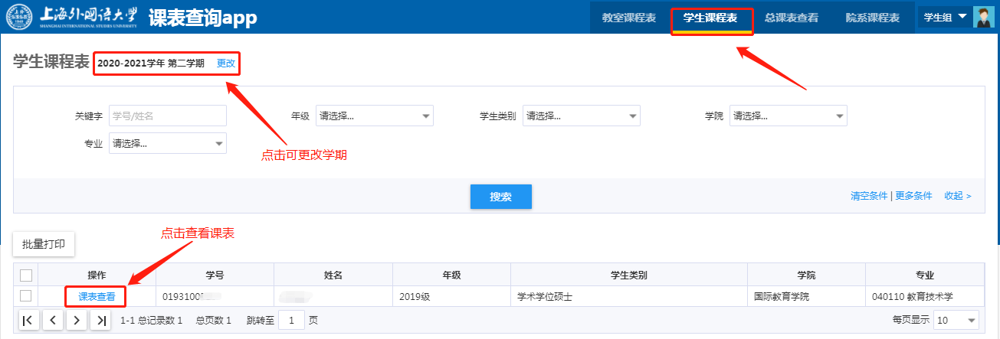 上海外国语大学 课表查询app 教室课程表 学生课程表 总课表查看 院系课程表 学生组
SHANGHAI INTERNATIONAL STUDIES UNIVERSITY
学生课程表 2020-2021学年 第二学期 更改
关键字 学号/姓名 年级 请选择... 学生类别 请选择... 学院 请选择...
专业 请选择...
点击可更改学期
搜索 清空条件 | 更多条件 收起 >
点击查看课表
批量打印
操作 学号 姓名 年级 学生类别 学院 专业
课表查看 0193100 2019级 学术学位硕士 国际教育学院 040110 教育技术学
1-1 总记录数 1 总页数 1 跳转至 1 页 每页显示 10